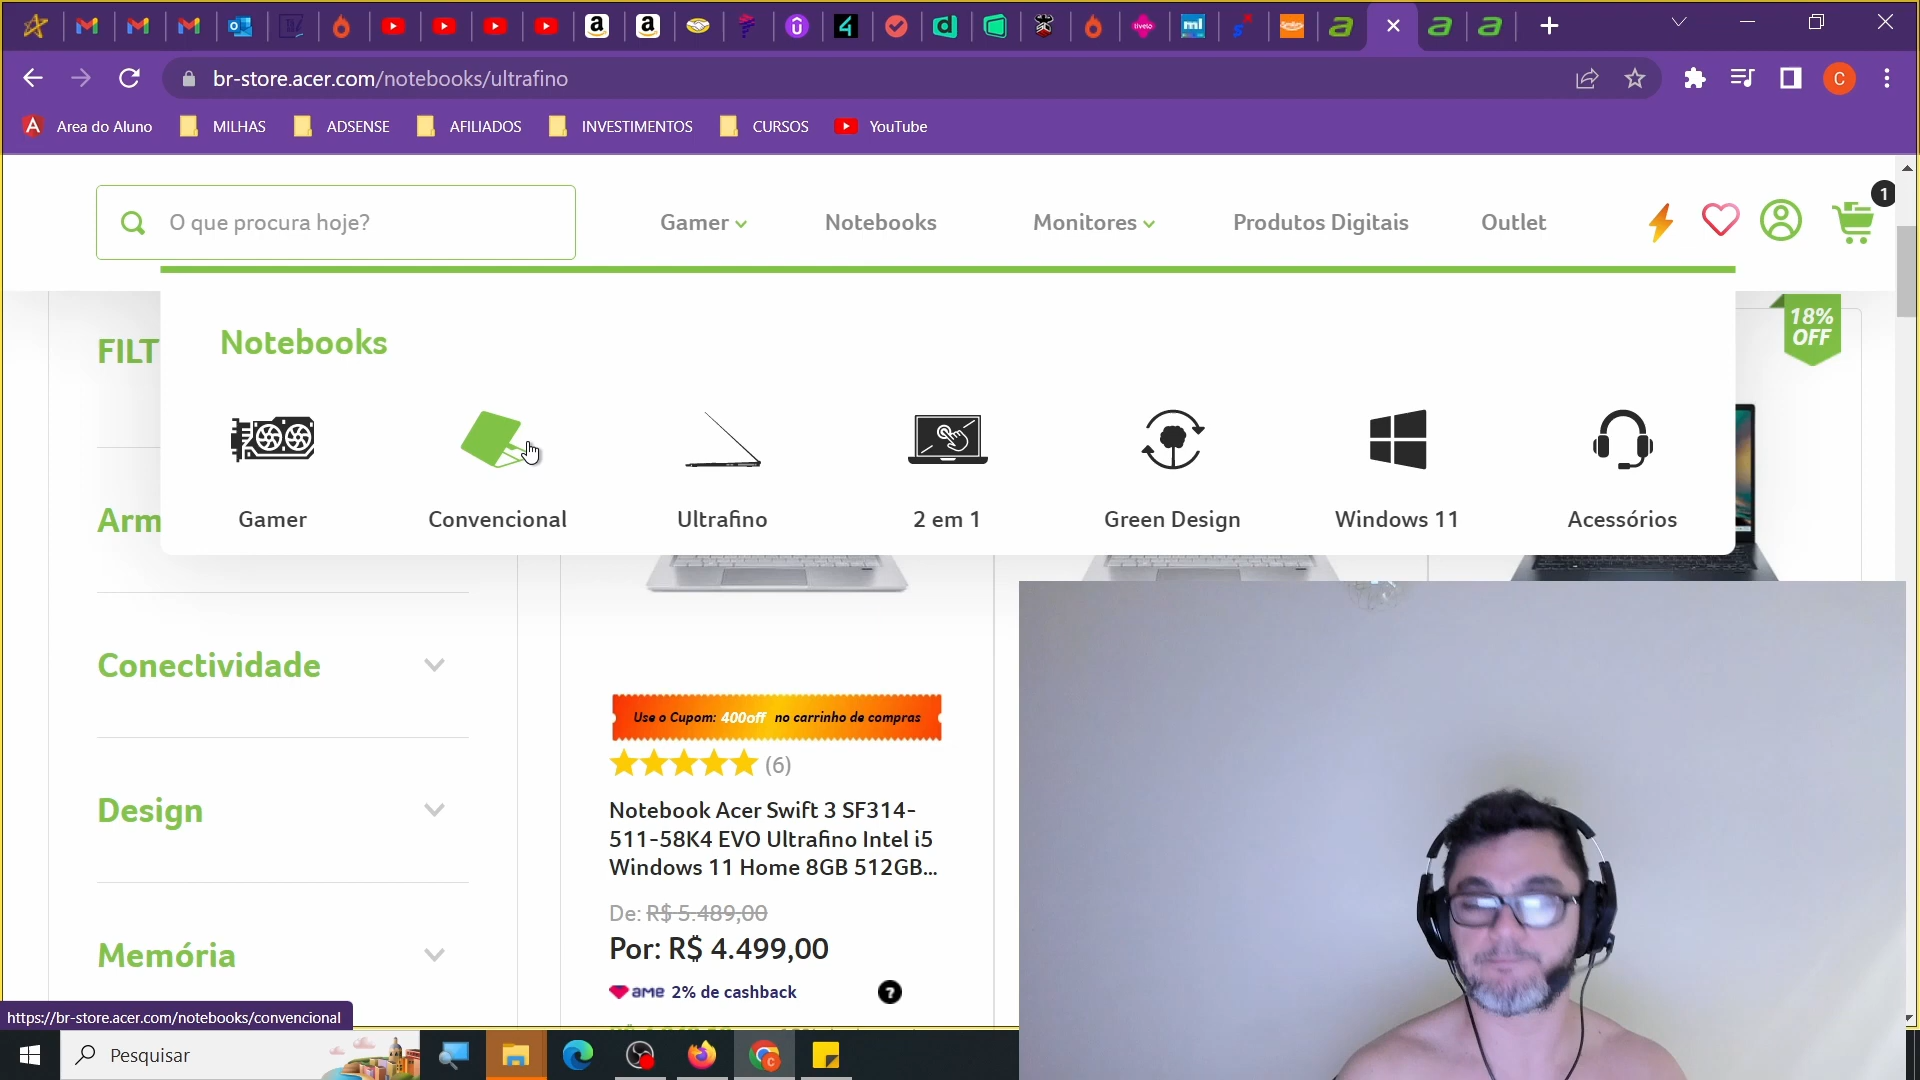 br-store.acer.com/notebooks/ultrafino
C
Area do Aluno
MILHAS
ADSENSE
AFILIADOS
INVESTIMENTOS
CURSOS
YouTube
O que procura hoje?
Gamer
Notebooks
Monitores
Produtos Digitais
Outlet
1
FILT
Notebooks
18%
OFF
Gamer
Convencional
Ultrafino
2 em 1
Green Design
Windows 11
Acessórios
Arm
Conectividade
Design
Memória
Use o Cupom: 400off no carrinho de compras
(6)
Notebook Acer Swift 3 SF314-
511-58K4 EVO Ultrafino Intel i5
Windows 11 Home 8GB 512GB...
De: R$ 5.489,00
Por: R$ 4.499,00
ame 2% de cashback
?
https://br-store.acer.com/notebooks/convencional
Pesquisar